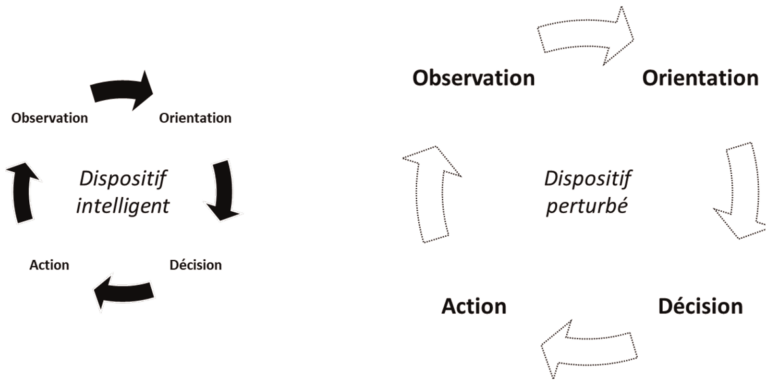 Observation
Orientation
Dispositif
intelligent
Action
Décision
Observation
Orientation
Dispositif
perturbé
Action
Décision